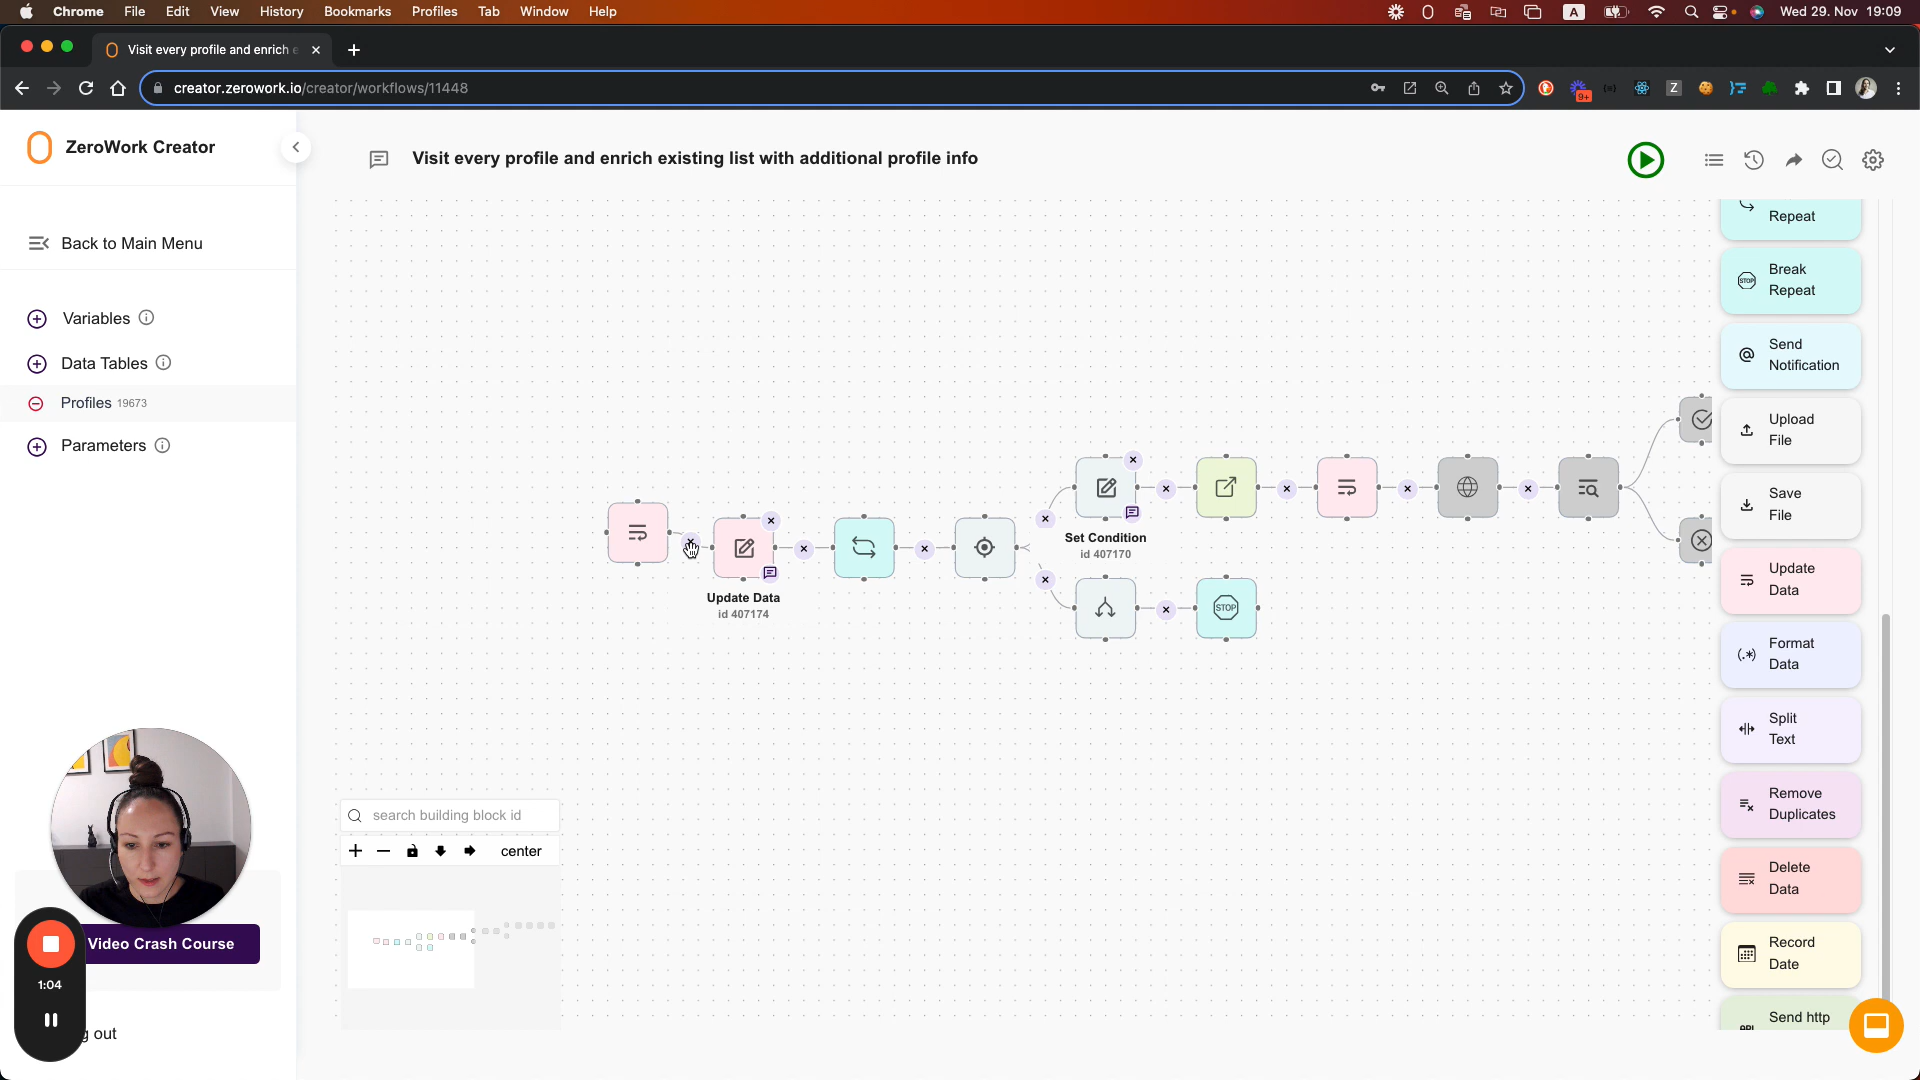 Chrome File Edit View History Bookmarks Profiles Tab Window Help
A
Wed 29. Nov 19:09
Visit every profile and enrich e
creator.zerowork.io/creator/workflows/11448
9+
Z
ZeroWork Creator
Visit every profile and enrich existing list with additional profile info
Back to Main Menu
Variables
Data Tables
Profiles 19673
Parameters
Repeat
Break
Repeat
Send
Notification
Upload
File
Save
File
Update
Data
Format
Data
Split
Text
Remove
Duplicates
Delete
Data
Record
Date
Send http
Set Condition
id 407170
Update Data
id 407174
STOP
search building block id
center
Video Crash Course
1:04
g out